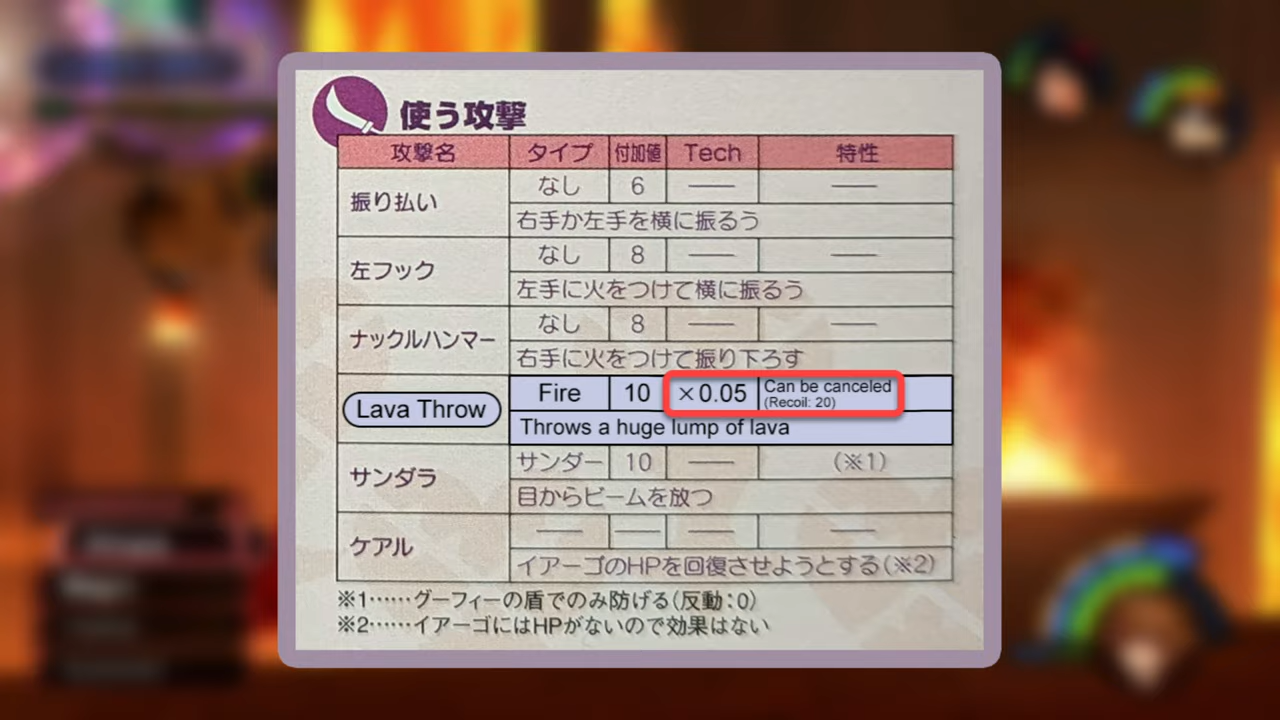 使う攻撃
攻撃名 タイプ 付加値 Tech 特性
振り払い なし 6 —— ——
右手か左手を横に振るう
左フック なし 8 —— ——
左手に火をつけて横に振るう
ナックルハンマー なし 8 —— ——
右手に火をつけて振り下ろす
Lava Throw Fire 10 ×0.05 Can be canceled
(Recoil: 20)
Throws a huge lump of lava
サンダラ サンダー 10 —— (※1)
目からビームを放つ
ケアル —— —— —— ——
イアーゴのHPを回復させようとする(※2)
※1……グーフィーの盾でのみ防げる(反動:0)
※2……イアーゴにはHPがないので効果はない